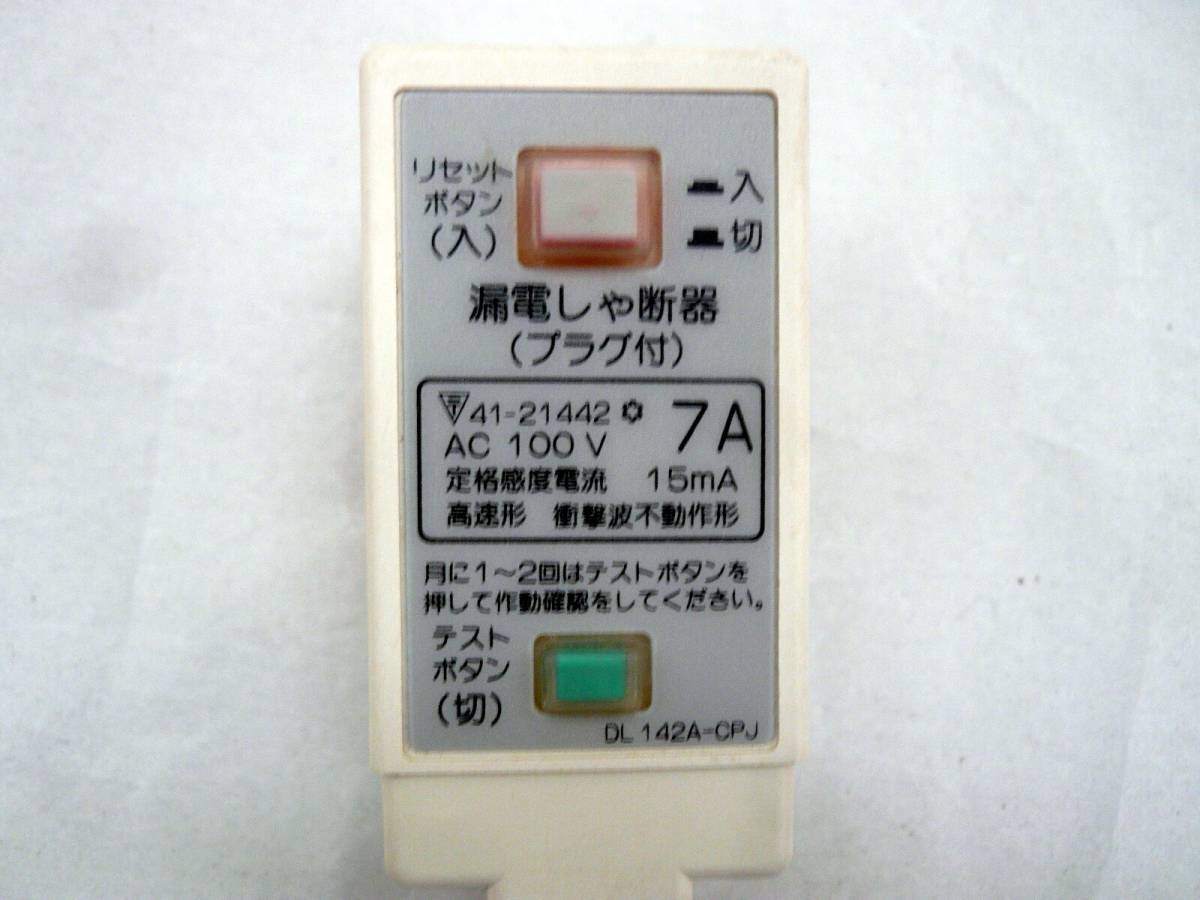 リセット
ボタン
(入)
入
切
漏電しゃ断器
(プラグ付)
41-21442
7A
AC 100V
定格感度電流 15mA
高速形 衝撃波不動作形
月に1〜2回はテストボタンを
押して作動確認をしてください。
テスト
ボタン
(切)
DL 142A-CPJ